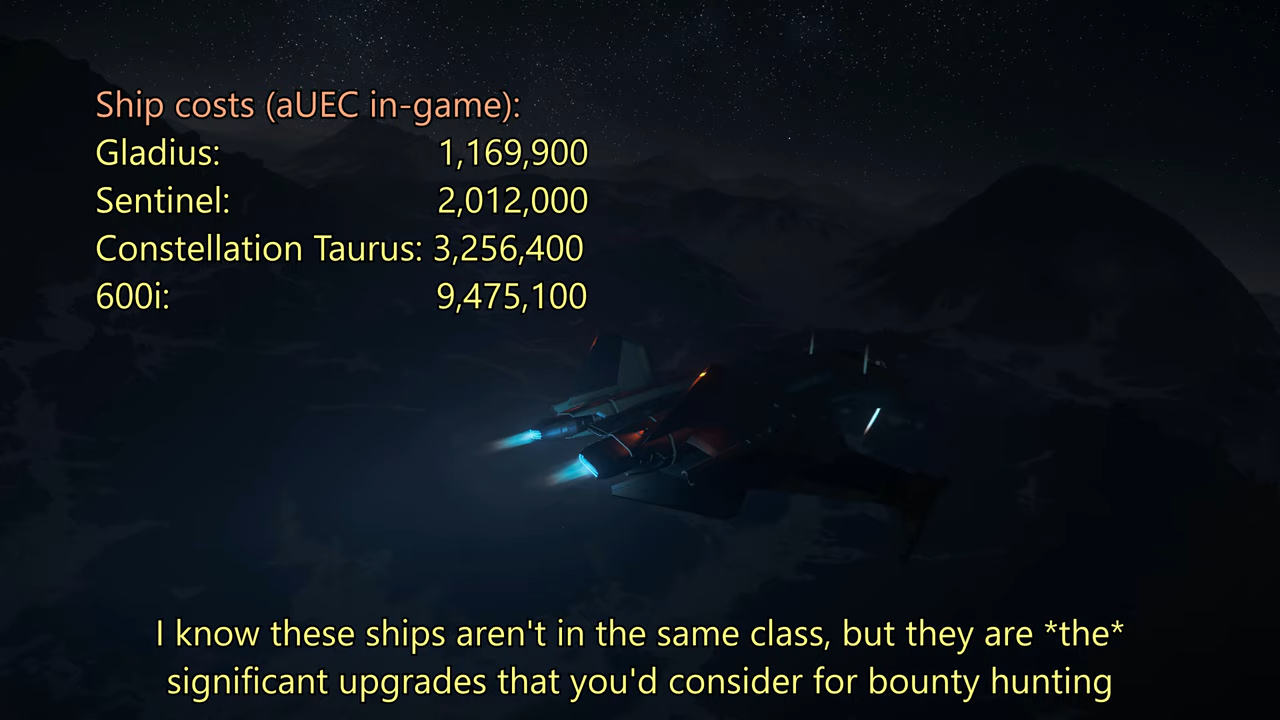 Ship costs (aUEC in-game):
Gladius: 1,169,900
Sentinel: 2,012,000
Constellation Taurus: 3,256,400
600i: 9,475,100
I know these ships aren't in the same class, but they are *the*
significant upgrades that you'd consider for bounty hunting